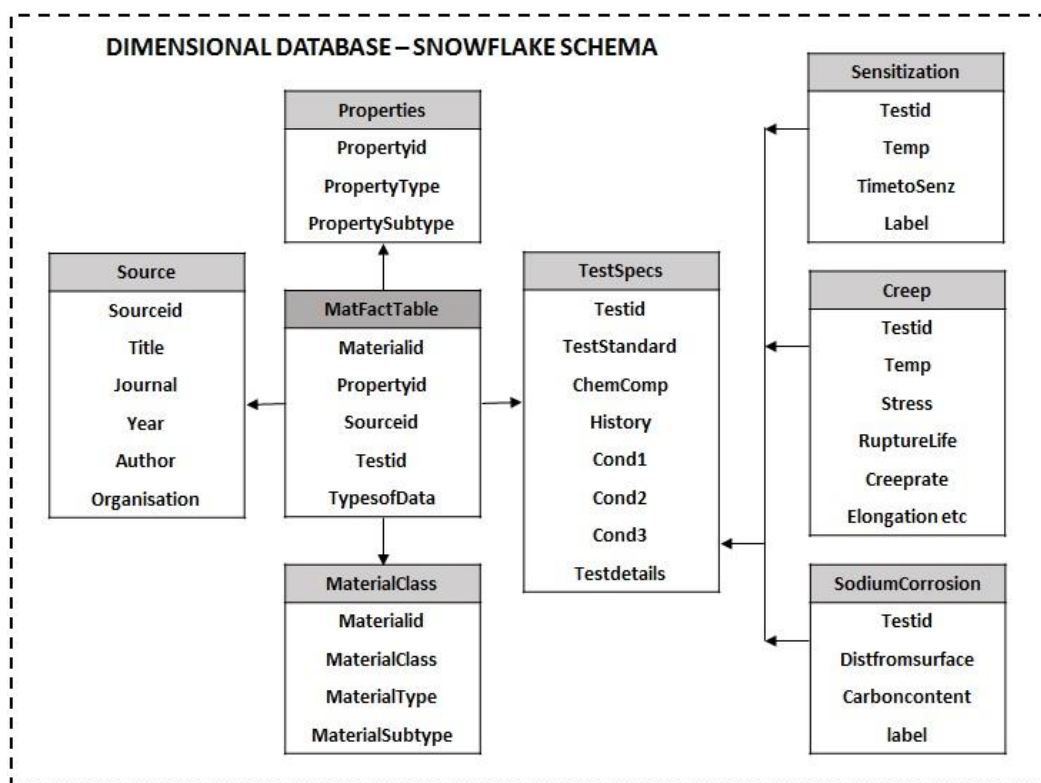 DIMENSIONAL DATABASE – SNOWFLAKE SCHEMA
Properties
Propertyid
PropertyType
PropertySubtype
Source
Sourceid
Title
Journal
Year
Author
Organisation
MatFactTable
Materialid
Propertyid
Sourceid
Testid
TypesofData
MaterialClass
Materialid
MaterialClass
MaterialType
MaterialSubtype
TestSpecs
Testid
TestStandard
ChemComp
History
Cond1
Cond2
Cond3
Testdetails
Sensitization
Testid
Temp
TimetoSenz
Label
Creep
Testid
Temp
Stress
RuptureLife
Creeprate
Elongation etc
SodiumCorrosion
Testid
Distfromsurface
Carboncontent
label